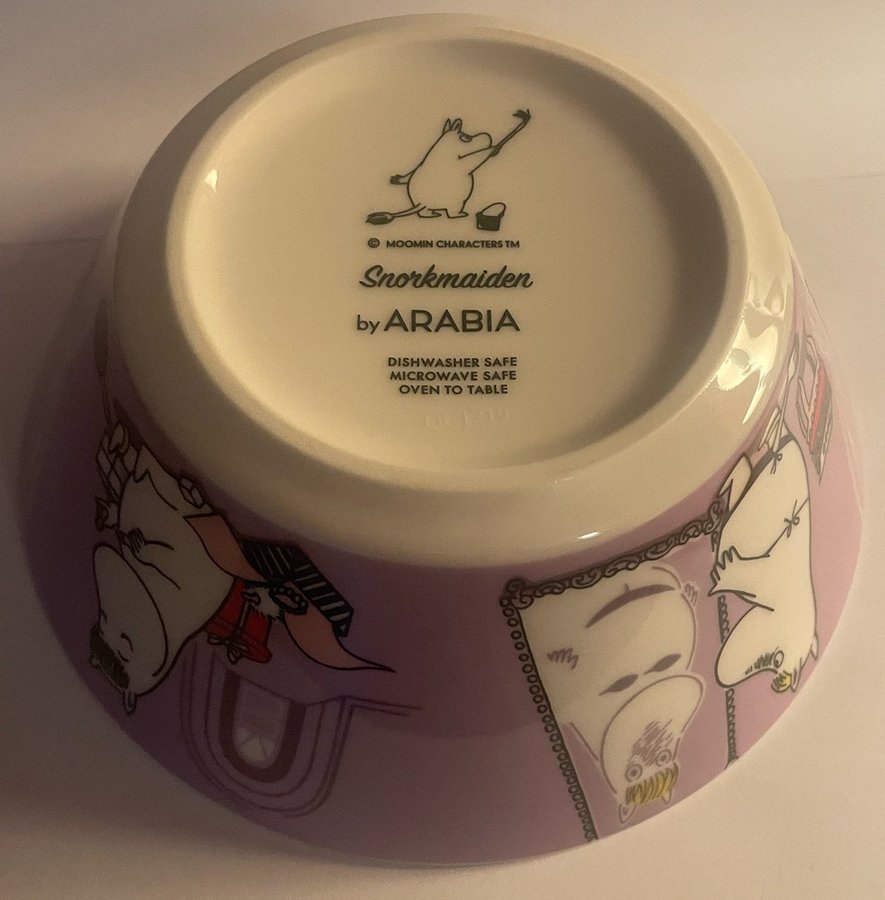 © MOOMIN CHARACTERS TM
Snorkmaiden
by ARABIA
DISHWASHER SAFE
MICROWAVE SAFE
OVEN TO TABLE